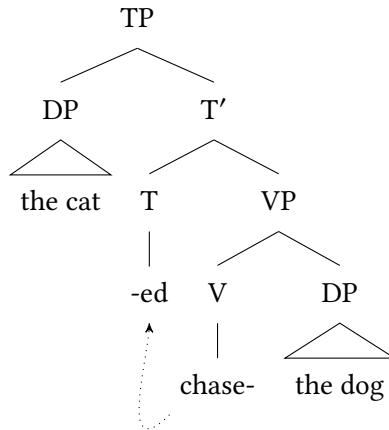 TP
DP T′
the cat T VP
-ed V DP
chase- the dog